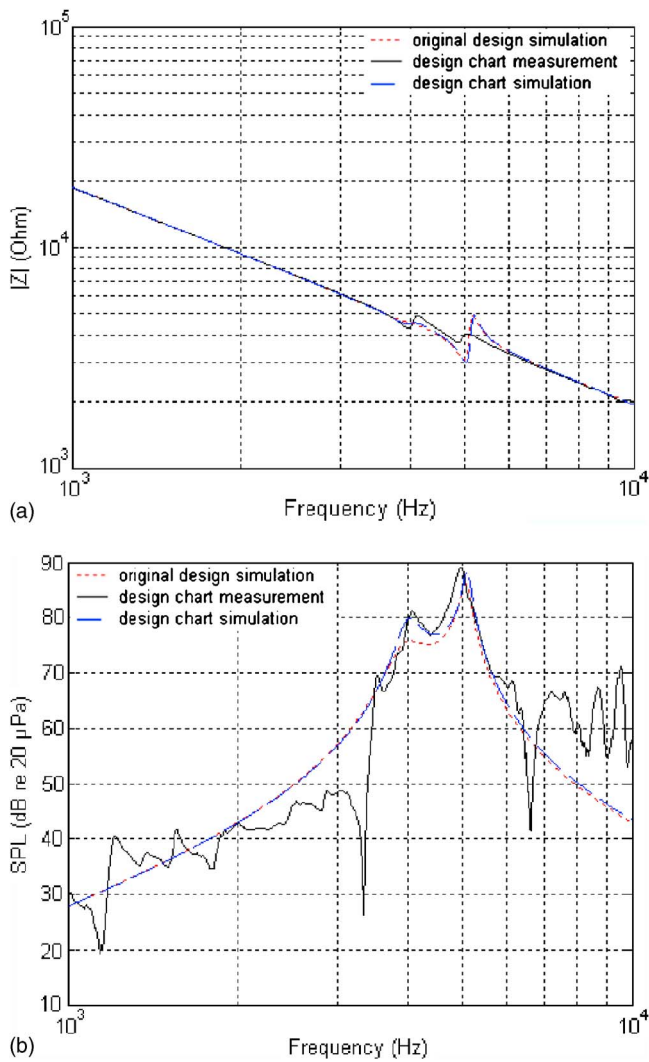 10^5
original design simulation
design chart measurement
design chart simulation
|Z| (Ohm)
10^4
10^3
10^3
10^4
Frequency (Hz)
(a)
90
original design simulation
design chart measurement
design chart simulation
80
70
60
50
40
30
20
10
SPL (dB re 20 µPa)
10^3
10^4
Frequency (Hz)
(b)